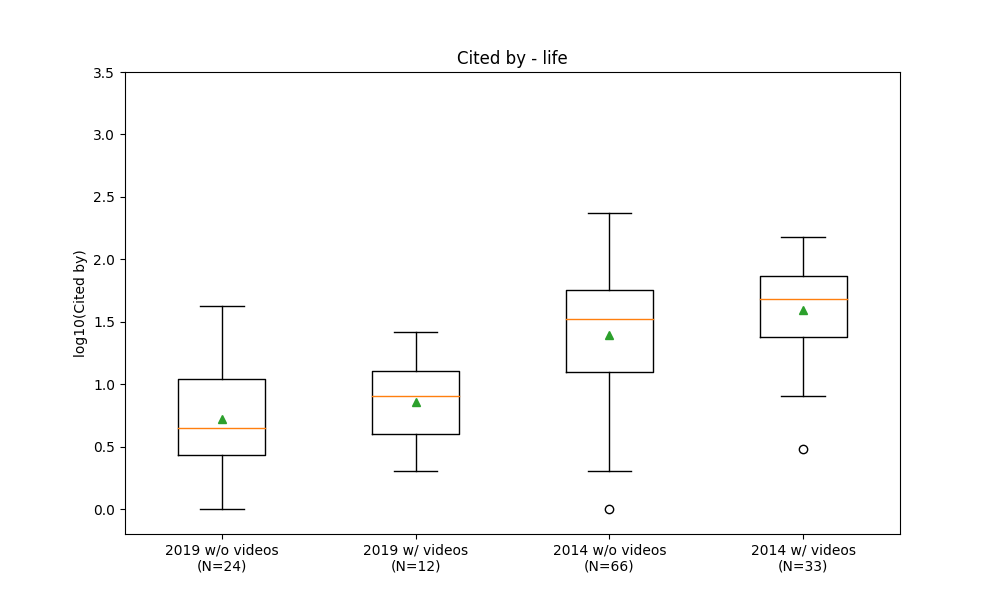 Cited by - life
3.5
3.0
2.5
2.0
1.5
1.0
0.5
0.0
log10(Cited by)
2019 w/o videos
(N=24)
2019 w/ videos
(N=12)
2014 w/o videos
(N=66)
2014 w/ videos
(N=33)